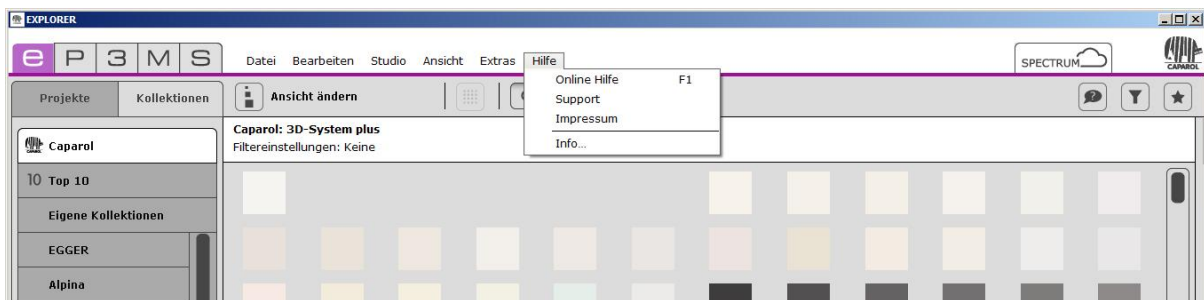 EXPLORER
e P 3 M S
Datei Bearbeiten Studio Ansicht Extras Hilfe
SPECTRUM
CAPAROL
Online Hilfe F1
Support
Impressum
Info...
Projekte Kollektionen
Ansicht ändern
Caparol: 3D-System plus
Filtereinstellungen: Keine
Caparol
10 Top 10
Eigene Kollektionen
EGGER
Alpina